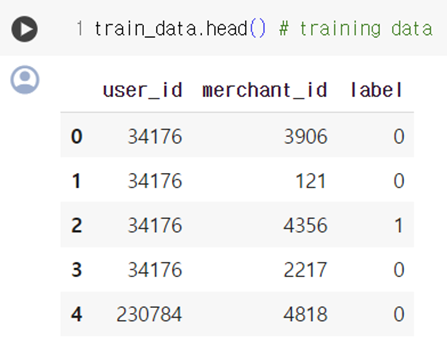 1 train_data.head() # training data
user_id merchant_id label
0 34176 3906 0
1 34176 121 0
2 34176 4356 1
3 34176 2217 0
4 230784 4818 0